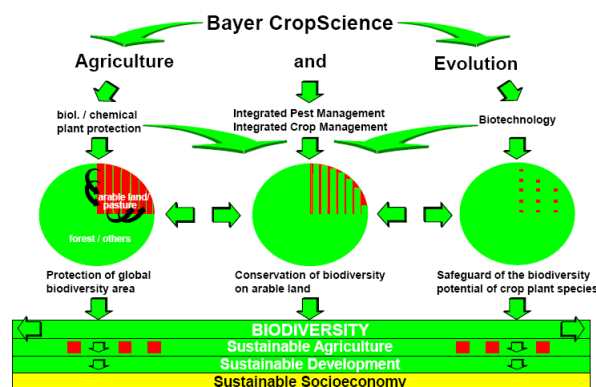 Bayer CropScience
Agriculture and Evolution
biol. / chemical
plant protection
Integrated Pest Management
Integrated Crop Management
Biotechnology
arable land/
pasture
forest / others
Protection of global
biodiversity area
Conservation of biodiversity
on arable land
Safeguard of the biodiversity
potential of crop plant species
BIODIVERSITY
Sustainable Agriculture
Sustainable Development
Sustainable Socioeconomy